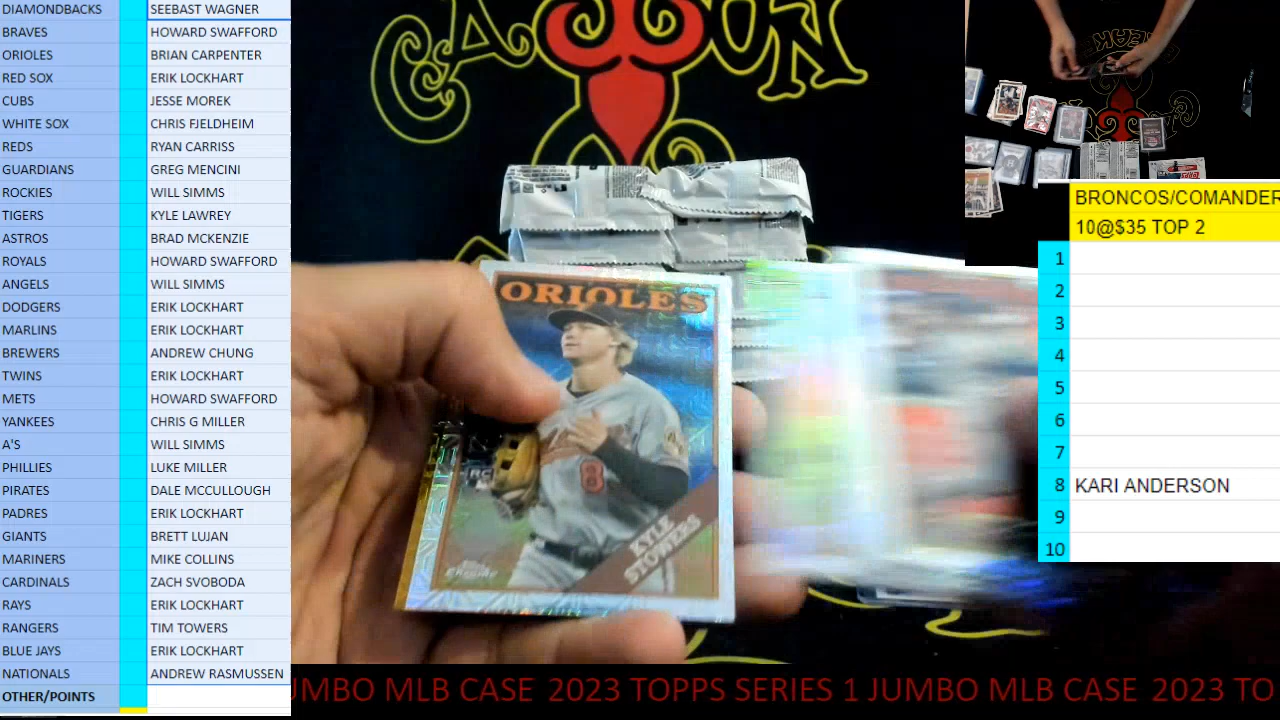 DIAMONDBACKS SEEBAST WAGNER
BRAVES HOWARD SWAFFORD
ORIOLES BRIAN CARPENTER
RED SOX ERIK LOCKHART
CUBS JESSE MOREK
WHITE SOX CHRIS FJELDHEIM
REDS RYAN CARRISS
GUARDIANS GREG MENCINI
ROCKIES WILL SIMMS
TIGERS KYLE LAWREY
ASTROS BRAD MCKENZIE
ROYALS HOWARD SWAFFORD
ANGELS WILL SIMMS
DODGERS ERIK LOCKHART
MARLINS ERIK LOCKHART
BREWERS ANDREW CHUNG
TWINS ERIK LOCKHART
METS HOWARD SWAFFORD
YANKEES CHRIS G MILLER
A'S WILL SIMMS
PHILLIES LUKE MILLER
PIRATES DALE MCCULLOUGH
PADRES ERIK LOCKHART
GIANTS BRETT LUJAN
MARINERS MIKE COLLINS
CARDINALS ZACH SVOBODA
RAYS ERIK LOCKHART
RANGERS TIM TOWERS
BLUE JAYS ERIK LOCKHART
NATIONALS ANDREW RASMUSSEN
OTHER/POINTS
ORIOLES
8
RC
KYLE
STOWERS
Topps
Chrome
BRONCOS/COMANDER
10@$35 TOP 2
1
2
3
4
5
6
7
8 KARI ANDERSON
9
10
UMBO MLB CASE 2023 TOPPS SERIES 1 JUMBO MLB CASE 2023 TO